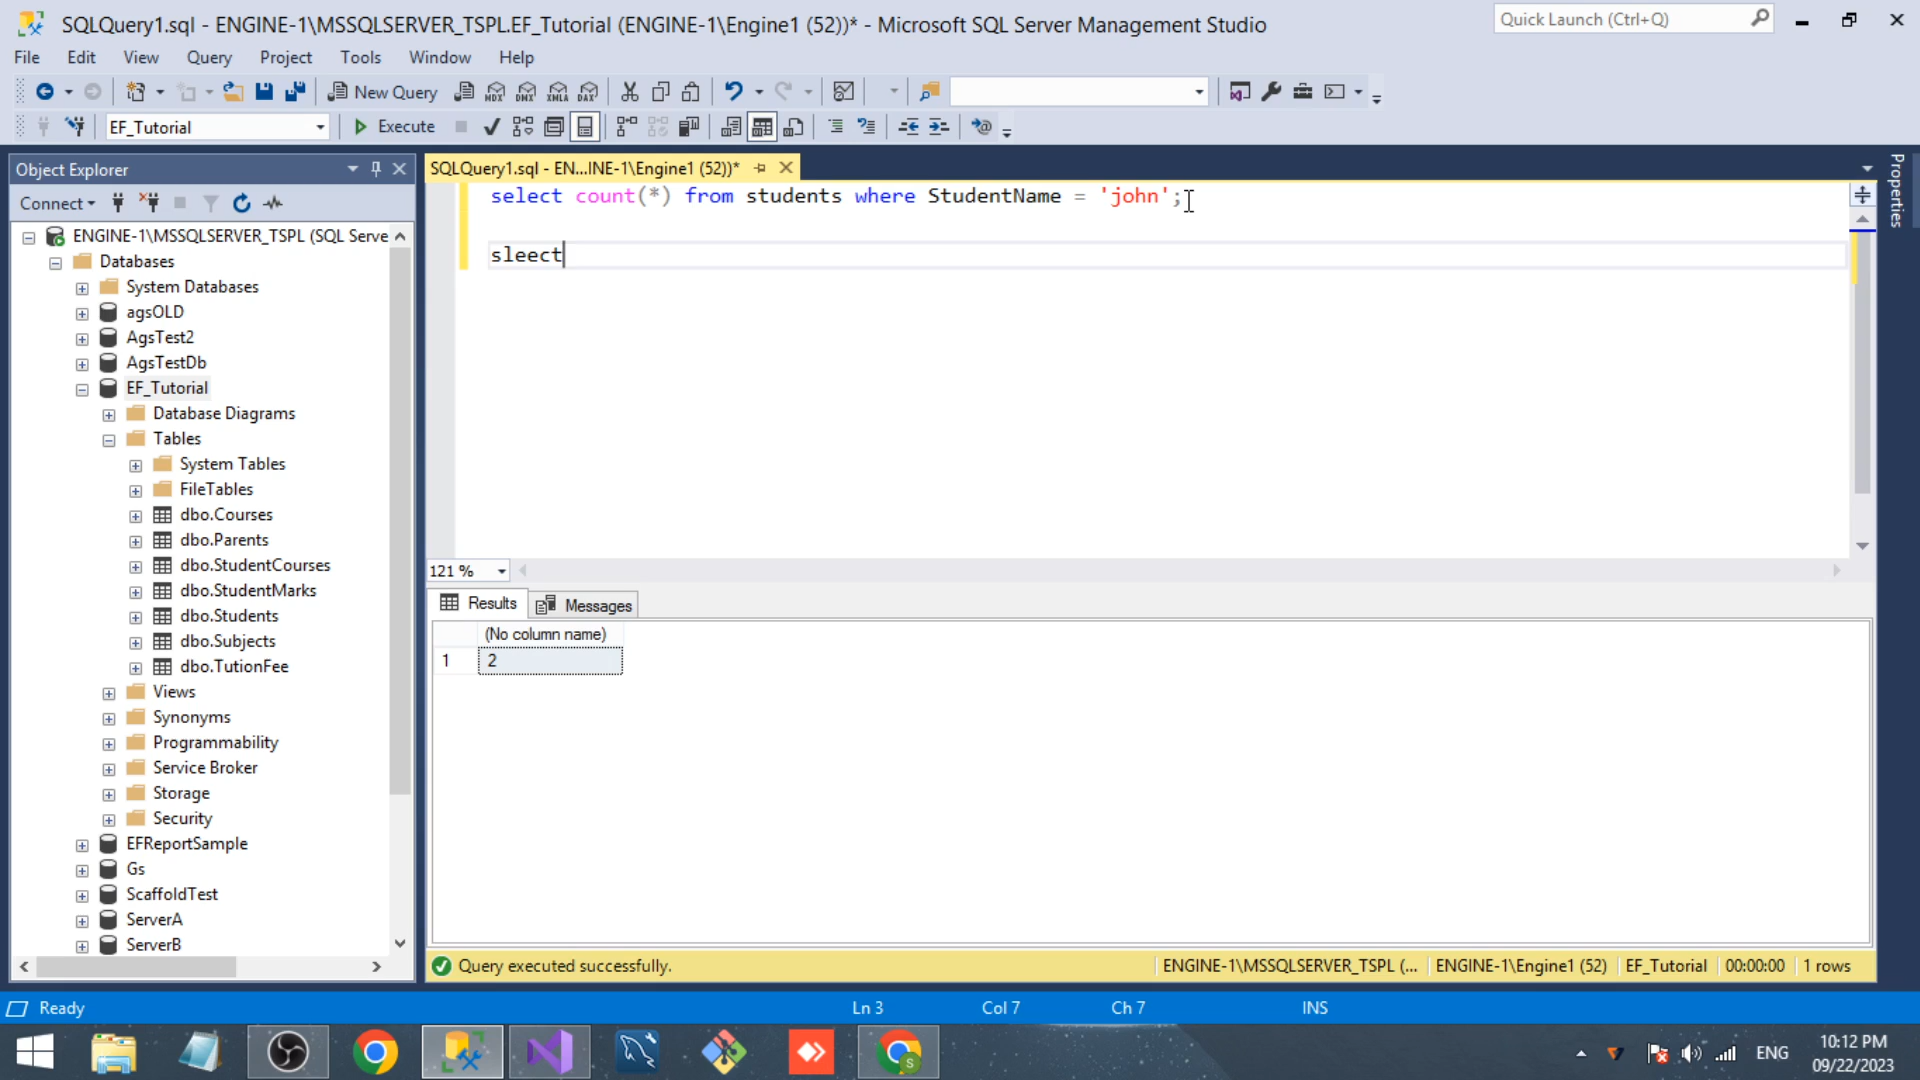 SQLQuery1.sql - ENGINE-1\MSSQLSERVER_TSPL.EF_Tutorial (ENGINE-1\Engine1 (52))* - Microsoft SQL Server Management Studio
Quick Launch (Ctrl+Q)
File Edit View Query Project Tools Window Help
New Query
EF_Tutorial
Execute
Object Explorer
Connect
ENGINE-1\MSSQLSERVER_TSPL (SQL Serve
Databases
System Databases
agsOLD
AgsTest2
AgsTestDb
EF_Tutorial
Database Diagrams
Tables
System Tables
FileTables
dbo.Courses
dbo.Parents
dbo.StudentCourses
dbo.StudentMarks
dbo.Students
dbo.Subjects
dbo.TutionFee
Views
Synonyms
Programmability
Service Broker
Storage
Security
EFReportSample
Gs
ScaffoldTest
ServerA
ServerB
SQLQuery1.sql - EN...INE-1\Engine1 (52))*
select count(*) from students where StudentName = 'john';
sleect
121 %
Results
Messages
(No column name)
1 2
Query executed successfully.
ENGINE-1\MSSQLSERVER_TSPL (... ENGINE-1\Engine1 (52) EF_Tutorial 00:00:00 1 rows
Properties
Ready Ln 3 Col 7 Ch 7 INS
ENG
10:12 PM
09/22/2023